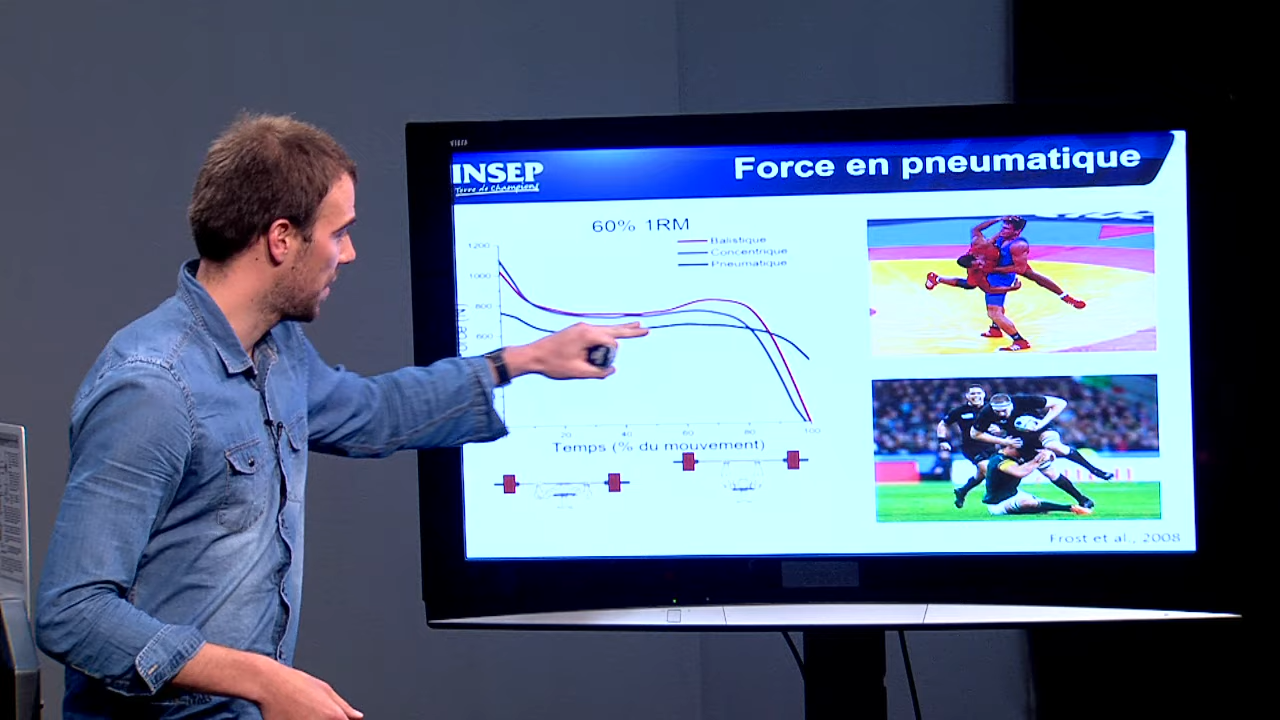 VIERA
INSEP
Terre de Champions
Force en pneumatique
60% 1RM
Balistique
Concentrique
Pneumatique
1200
1000
800
600
20
40
60
80
100
Temps (% du mouvement)
Frost et al., 2008